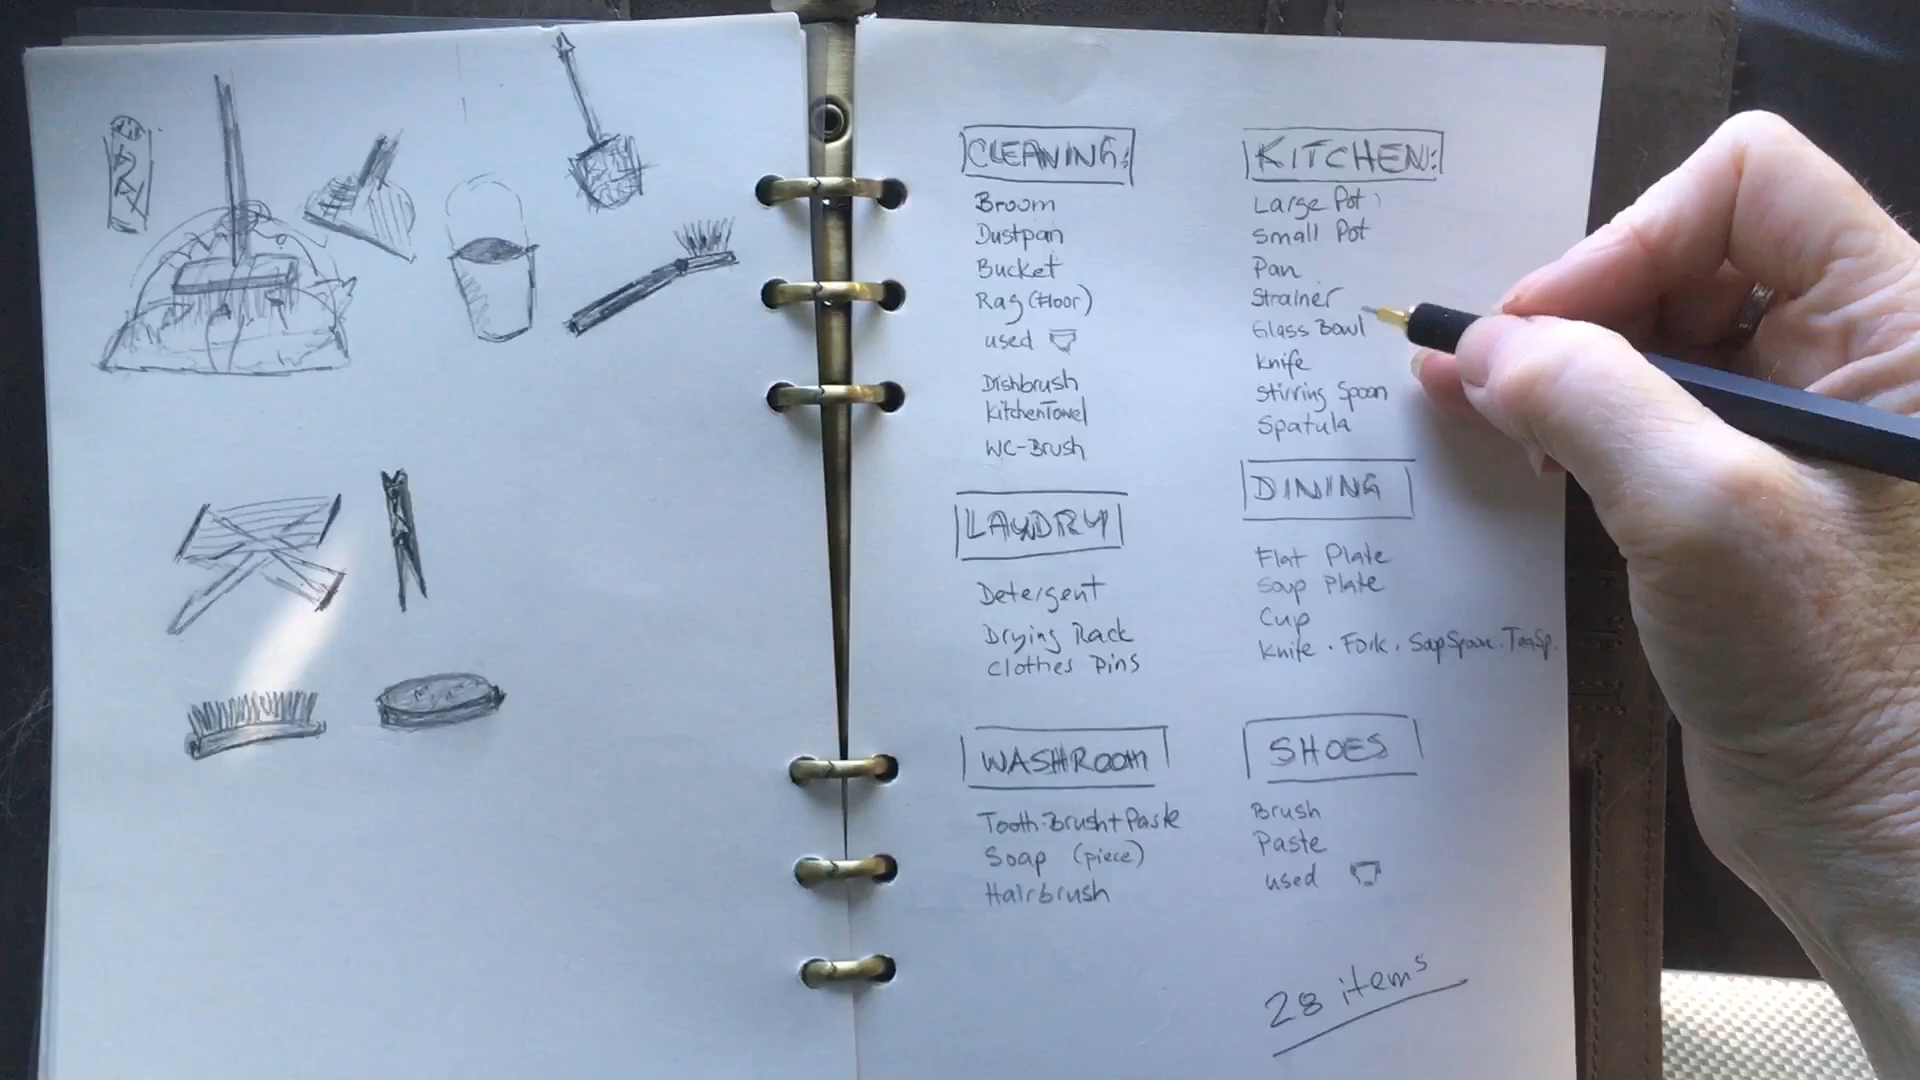 CLEANING:
Broom
Dustpan
Bucket
Rag (Floor)
used
Dishbrush
KitchenTowel
WC-Brush
LAUNDRY
Detergent
Drying Rack
Clothes Pins
WASHROOM
Tooth-Brush+Paste
Soap (piece)
Hairbrush
KITCHEN:
Large Pot
Small Pot
Pan
Strainer
Glass Bowl
Knife
Stirring Spoon
Spatula
DINING
Flat Plate
Soup Plate
Cup
Knife · Fork · SoupSpoon · TeaSp.
SHOES
Brush
Paste
used
28 items